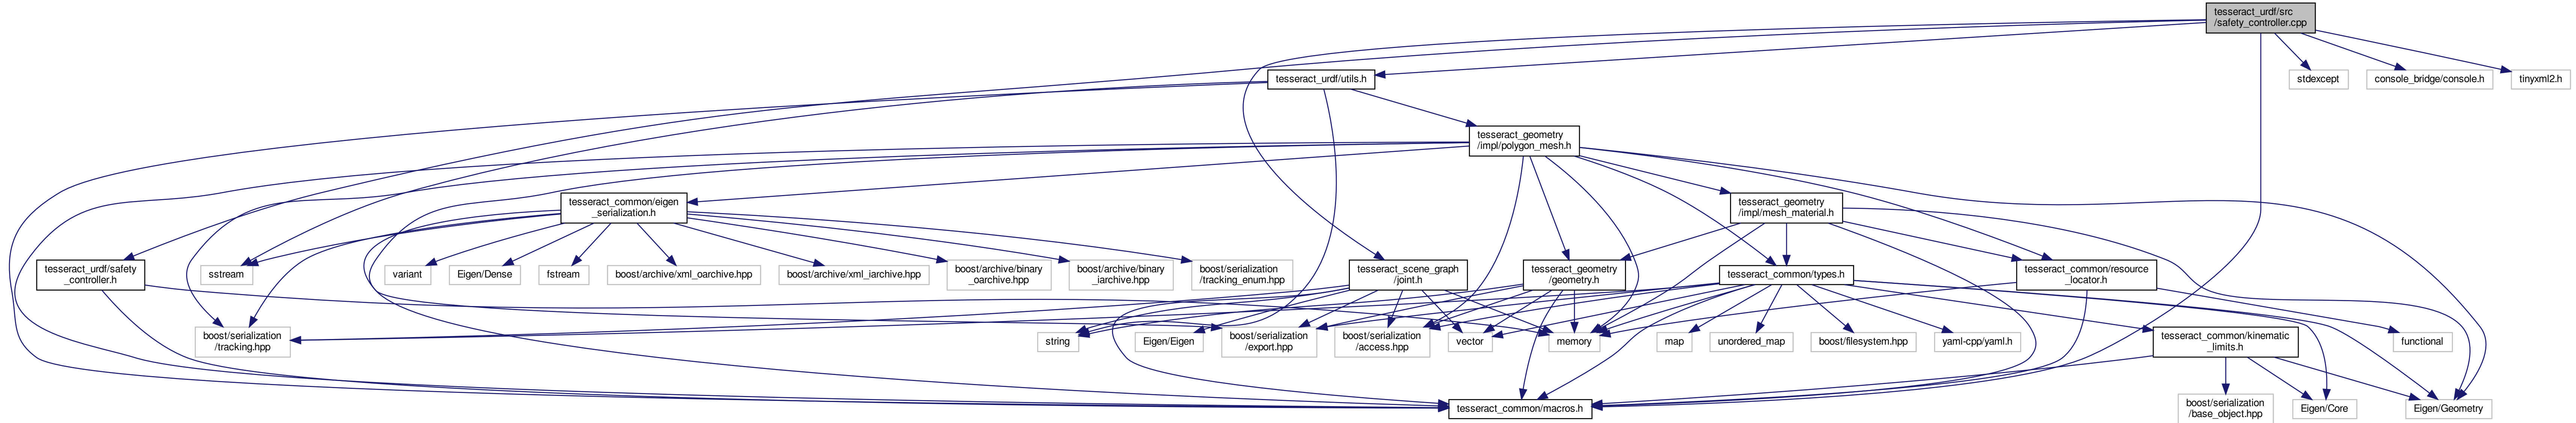 tesseract_urdf/src
/safety_controller.cpp
tesseract_urdf/utils.h
stdexcept
console_bridge/console.h
tinyxml2.h
tesseract_geometry
/impl/polygon_mesh.h
tesseract_common/eigen
_serialization.h
tesseract_geometry
/impl/mesh_material.h
tesseract_urdf/safety
_controller.h
sstream
variant
Eigen/Dense
fstream
boost/archive/xml_oarchive.hpp
boost/archive/xml_iarchive.hpp
boost/archive/binary
_oarchive.hpp
boost/archive/binary
_iarchive.hpp
boost/serialization
/tracking_enum.hpp
tesseract_scene_graph
/joint.h
tesseract_geometry
/geometry.h
tesseract_common/types.h
tesseract_common/resource
_locator.h
boost/serialization
/tracking.hpp
string
Eigen/Eigen
boost/serialization
/export.hpp
boost/serialization
/access.hpp
vector
memory
map
unordered_map
boost/filesystem.hpp
yaml-cpp/yaml.h
tesseract_common/kinematic
_limits.h
functional
tesseract_common/macros.h
boost/serialization
/base_object.hpp
Eigen/Core
Eigen/Geometry